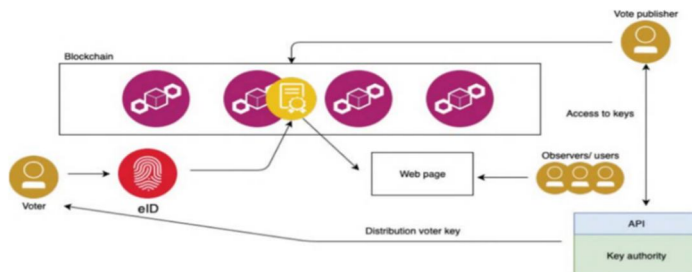 Vote publisher
Blockchain
Access to keys
Observers/ users
Web page
Voter
eID
Distribution voter key
API
Key authority